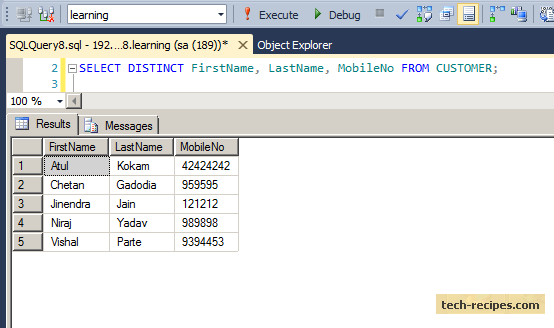 learning Execute Debug
SQLQuery8.sql - 192....8.learning (sa (189))* Object Explorer
2 SELECT DISTINCT FirstName, LastName, MobileNo FROM CUSTOMER;
3
100 %
Results Messages
FirstName LastName MobileNo
1 Atul Kokam 42424242
2 Chetan Gadodia 959595
3 Jinendra Jain 121212
4 Niraj Yadav 989898
5 Vishal Parte 9394453
tech-recipes.com